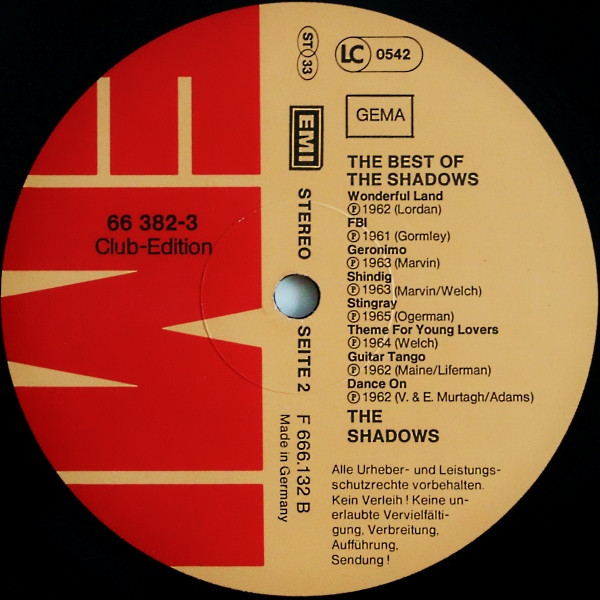 ST 33
LC 0542
GEMA
EMI
STEREO
SEITE 2
F 666.132 B
Made in Germany
66 382-3
Club-Edition
THE BEST OF
THE SHADOWS
Wonderful Land
Ⓟ 1962 (Lordan)
FBI
Ⓟ 1961 (Gormley)
Geronimo
Ⓟ 1963 (Marvin)
Shindig
Ⓟ 1963 (Marvin/Welch)
Stingray
Ⓟ 1965 (Ogerman)
Theme For Young Lovers
Ⓟ 1964 (Welch)
Guitar Tango
Ⓟ 1962 (Maine/Liferman)
Dance On
Ⓟ 1962 (V. & E. Murtagh/Adams)
THE
SHADOWS
Alle Urheber- und Leistungs-
schutzrechte vorbehalten.
Kein Verleih! Keine un-
erlaubte Vervielfälti-
gung, Verbreitung,
Aufführung,
Sendung!